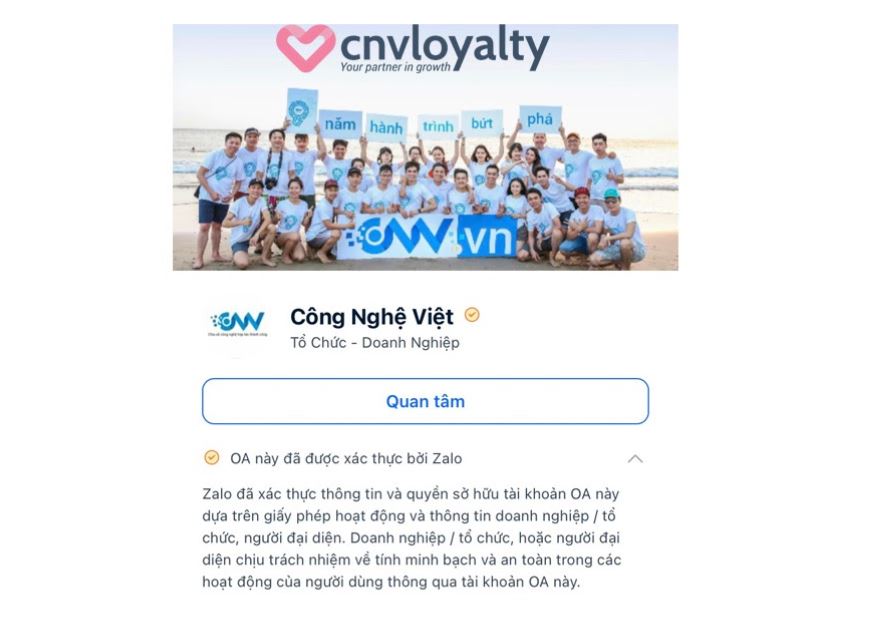 cnvloyalty
Your partner in growth
năm hành trình bứt phá
CNV.vn
CNV
Công Nghệ Việt
Tổ Chức - Doanh Nghiệp
Quan tâm
OA này đã được xác thực bởi Zalo
Zalo đã xác thực thông tin và quyền sở hữu tài khoản OA này
dựa trên giấy phép hoạt động và thông tin doanh nghiệp / tổ
chức, người đại diện. Doanh nghiệp / tổ chức, hoặc người đại
diện chịu trách nhiệm về tính minh bạch và an toàn trong các
hoạt động của người dùng thông qua tài khoản OA này.